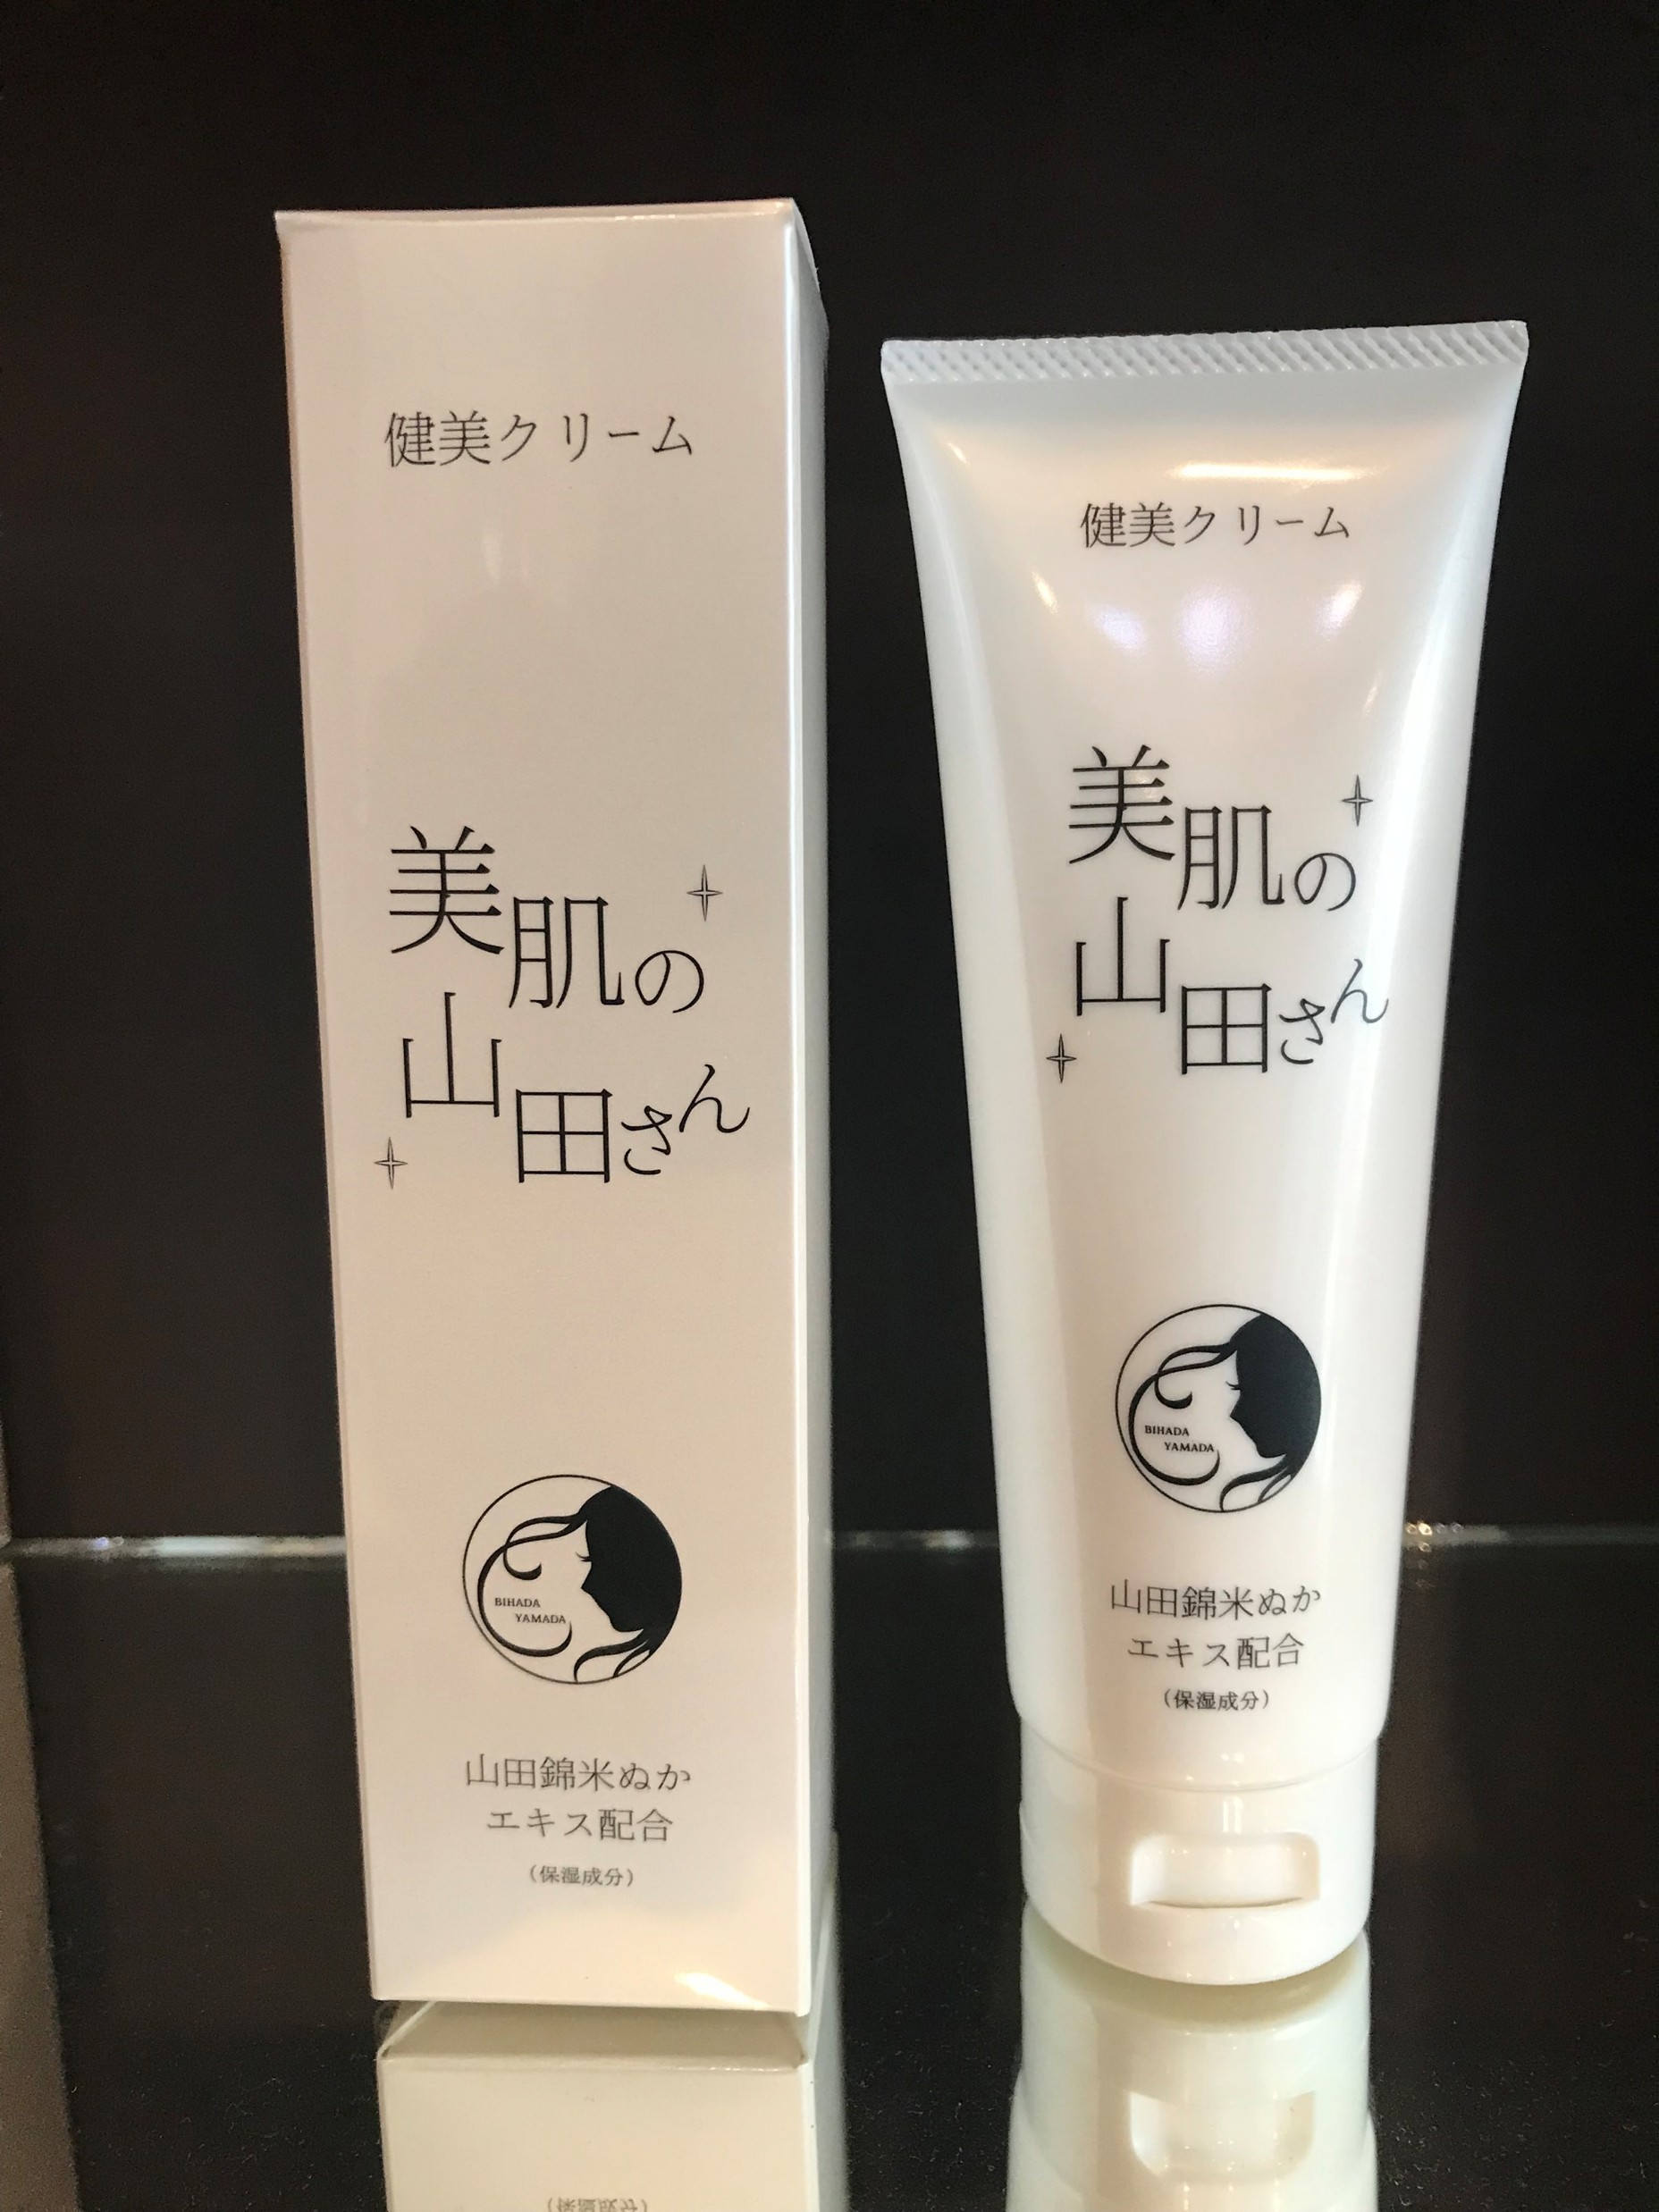 健美クリーム
美肌の
山田さん
BIHADA
YAMADA
山田錦米ぬか
エキス配合
(保湿成分)
健美クリーム
美肌の
山田さん
BIHADA
YAMADA
山田錦米ぬか
エキス配合
(保湿成分)